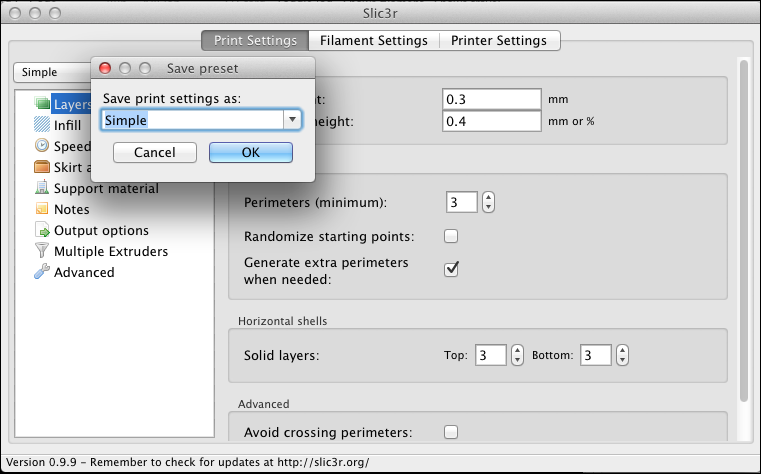 Slic3r
Print Settings Filament Settings Printer Settings
Simple
Save preset
Save print settings as:
Simple
Cancel OK
Layers
Infill
Speed
Skirt a
Support material
Notes
Output options
Multiple Extruders
Advanced
0.3 mm
height: 0.4 mm or %
Perimeters (minimum): 3
Randomize starting points:
Generate extra perimeters
when needed:
Horizontal shells
Solid layers: Top: 3 Bottom: 3
Advanced
Avoid crossing perimeters:
Version 0.9.9 – Remember to check for updates at http://slic3r.org/